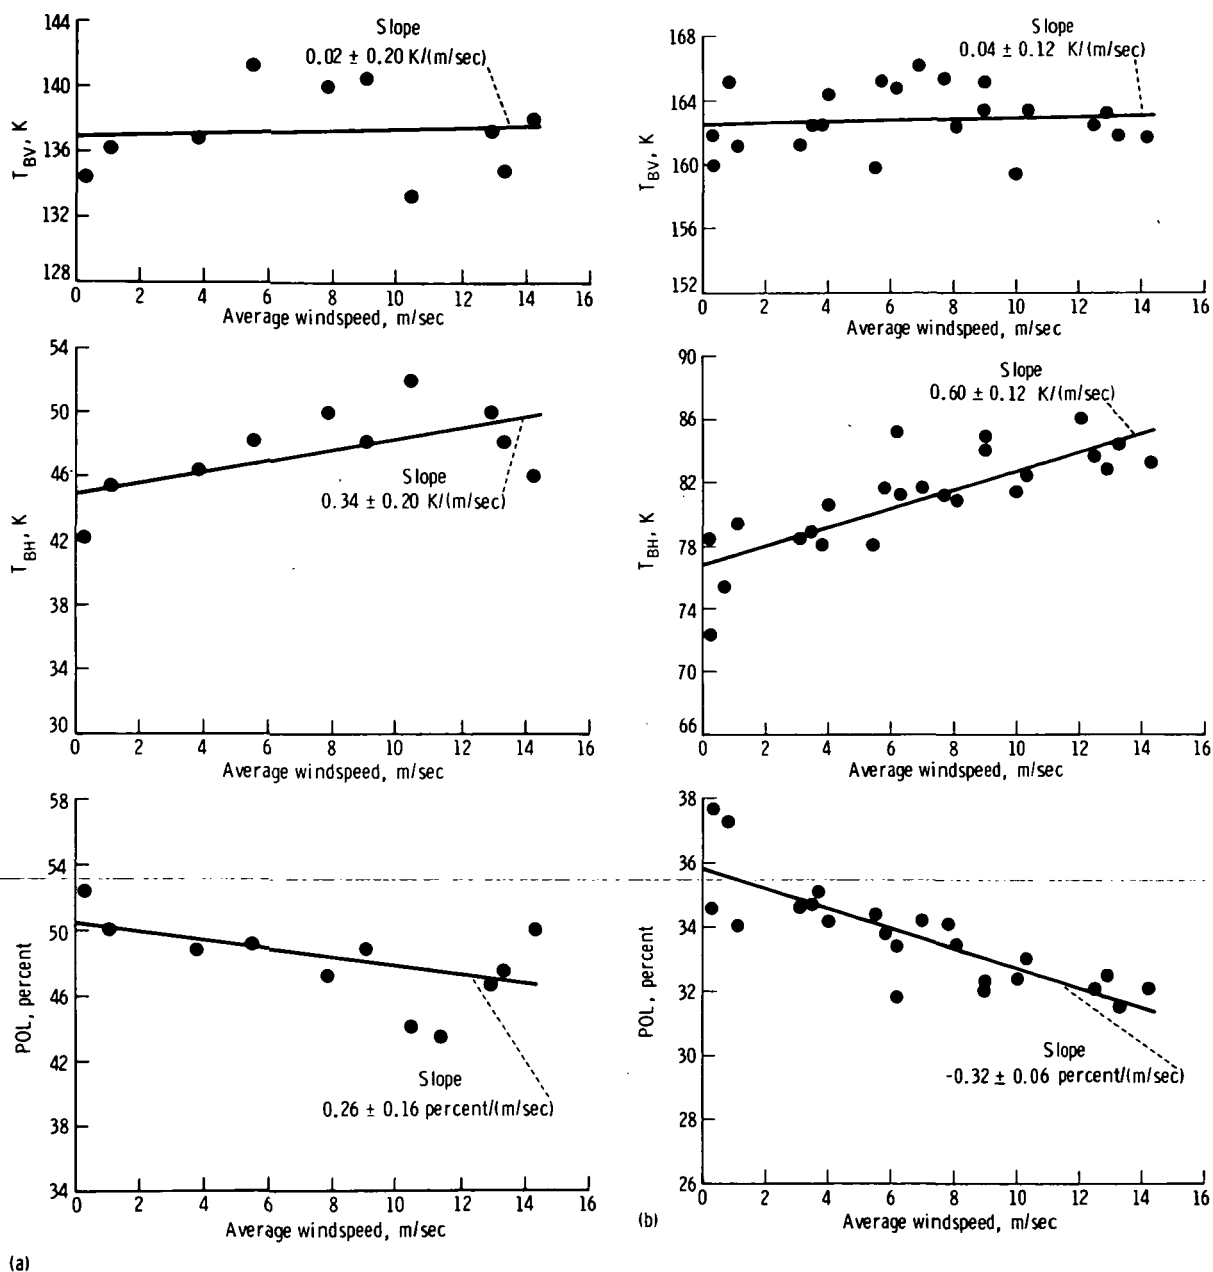 144
140
136
132
128
T_BV, K
Slope
0.02 ± 0.20 K/(m/sec)
0 2 4 6 8 10 12 14 16
Average windspeed, m/sec
54
50
46
42
38
34
30
T_BH, K
Slope
0.34 ± 0.20 K/(m/sec)
0 2 4 6 8 10 12 14 16
Average windspeed, m/sec
58
54
50
46
42
38
34
POL, percent
Slope
0.26 ± 0.16 percent/(m/sec)
0 2 4 6 8 10 12 14 16
Average windspeed, m/sec
(a)
168
164
160
156
152
T_BV, K
Slope
0.04 ± 0.12 K/(m/sec)
0 2 4 6 8 10 12 14 16
Average windspeed, m/sec
90
86
82
78
74
70
66
T_BH, K
Slope
0.60 ± 0.12 K/(m/sec)
0 2 4 6 8 10 12 14 16
Average windspeed, m/sec
38
36
34
32
30
28
26
POL, percent
Slope
-0.32 ± 0.06 percent/(m/sec)
0 2 4 6 8 10 12 14 16
Average windspeed, m/sec
(b)